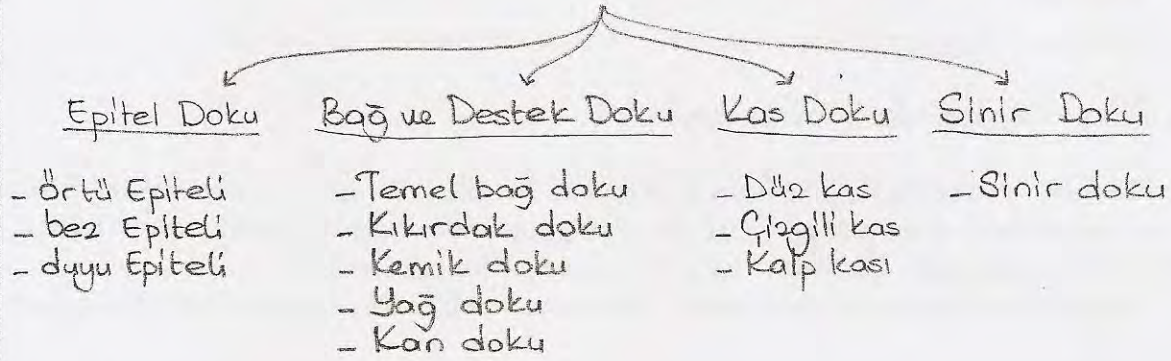 Epitel Doku
Bağ ve Destek Doku
Kas Doku
Sinir Doku
- örtü Epiteli
- bez Epiteli
- duyu Epiteli
- Temel bağ doku
- Kıkırdak doku
- Kemik doku
- Yağ doku
- Kan doku
- Düz kas
- Çizgili kas
- Kalp kası
- Sinir doku